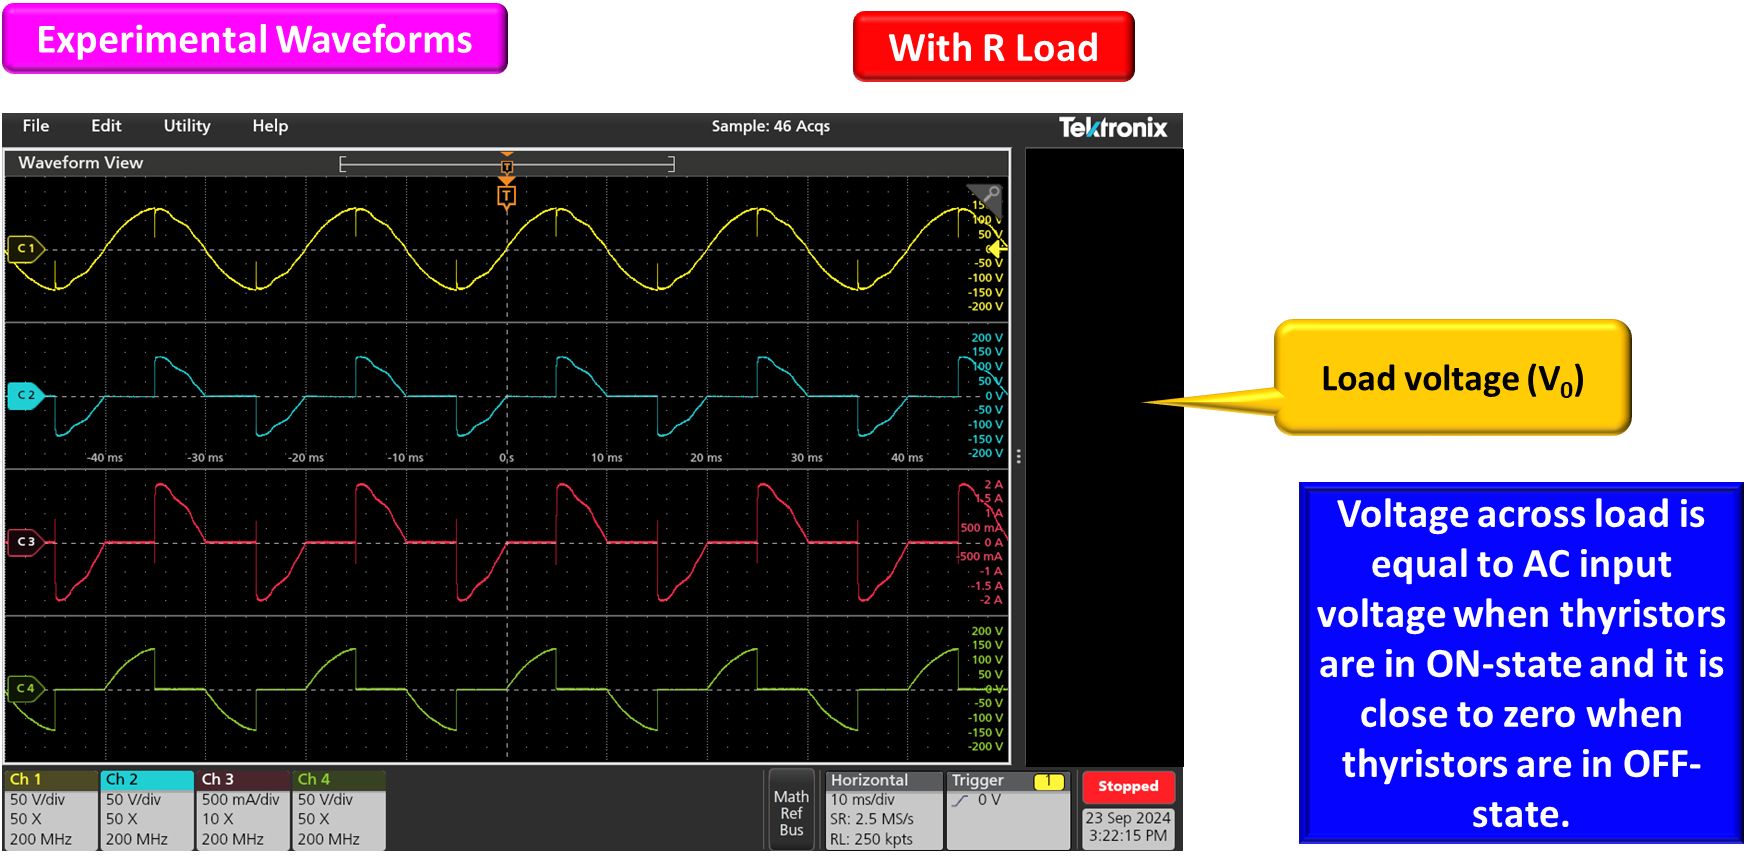 Experimental Waveforms
With R Load
File Edit Utility Help Sample: 46 Acqs Tektronix
Waveform View
T
T
C 1
100 V
50 V
-50 V
-100 V
-150 V
-200 V
C 2
200 V
150 V
100 V
50 V
0 V
-50 V
-100 V
-150 V
-200 V
-40 ms -30 ms -20 ms -10 ms 0 s 10 ms 20 ms 30 ms 40 ms
C 3
2 A
1.5 A
1 A
500 mA
0 A
-500 mA
-1 A
-1.5 A
-2 A
C 4
200 V
150 V
100 V
50 V
0 V
-50 V
-100 V
-150 V
-200 V
Load voltage (V0)
Voltage across load is
equal to AC input
voltage when thyristors
are in ON-state and it is
close to zero when
thyristors are in OFF-
state.
Ch 1
50 V/div
50 X
200 MHz
Ch 2
50 V/div
50 X
200 MHz
Ch 3
500 mA/div
10 X
200 MHz
Ch 4
50 V/div
50 X
200 MHz
Math
Ref
Bus
Horizontal
10 ms/div
SR: 2.5 MS/s
RL: 250 kpts
Trigger 1
0 V
Stopped
23 Sep 2024
3:22:15 PM